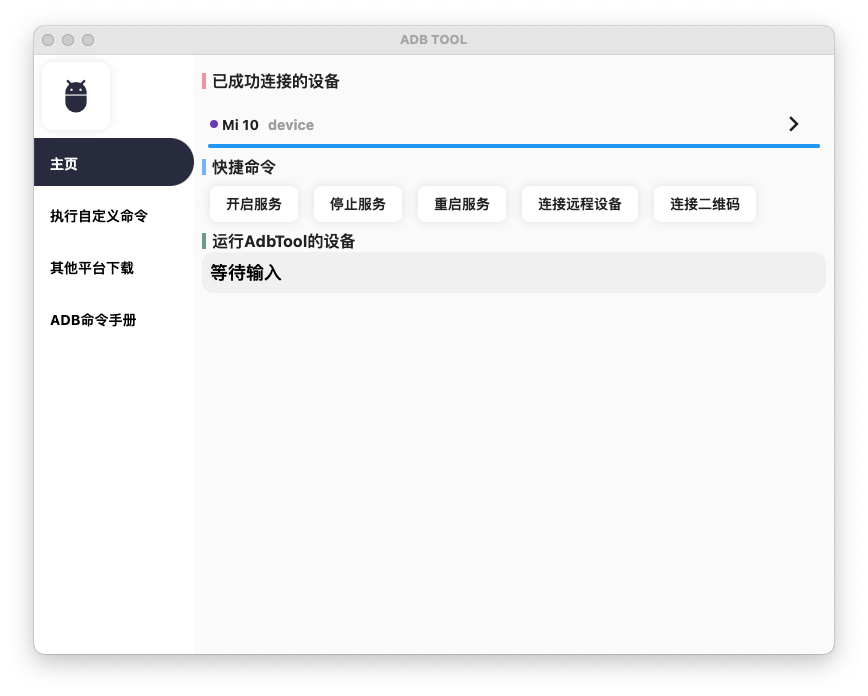 ADB TOOL
主页
执行自定义命令
其他平台下载
ADB命令手册
已成功连接的设备
Mi 10 device
快捷命令
开启服务 停止服务 重启服务 连接远程设备 连接二维码
运行AdbTool的设备
等待输入